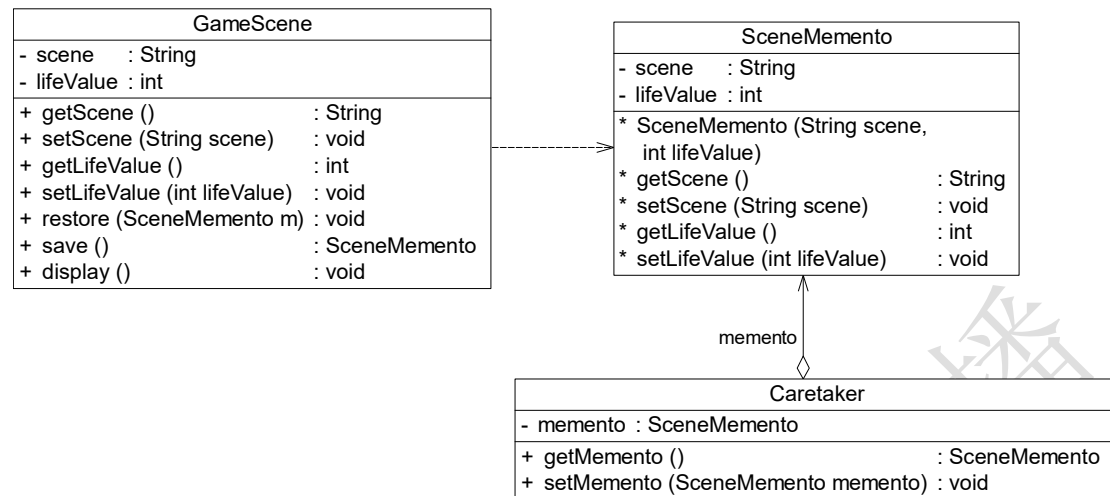 GameScene
- scene : String
- lifeValue : int
+ getScene () : String
+ setScene (String scene) : void
+ getLifeValue () : int
+ setLifeValue (int lifeValue) : void
+ restore (SceneMemento m) : void
+ save () : SceneMemento
+ display () : void
SceneMemento
- scene : String
- lifeValue : int
* SceneMemento (String scene,
int lifeValue)
* getScene () : String
* setScene (String scene) : void
* getLifeValue () : int
* setLifeValue (int lifeValue) : void
memento
Caretaker
- memento : SceneMemento
+ getMemento () : SceneMemento
+ setMemento (SceneMemento memento) : void